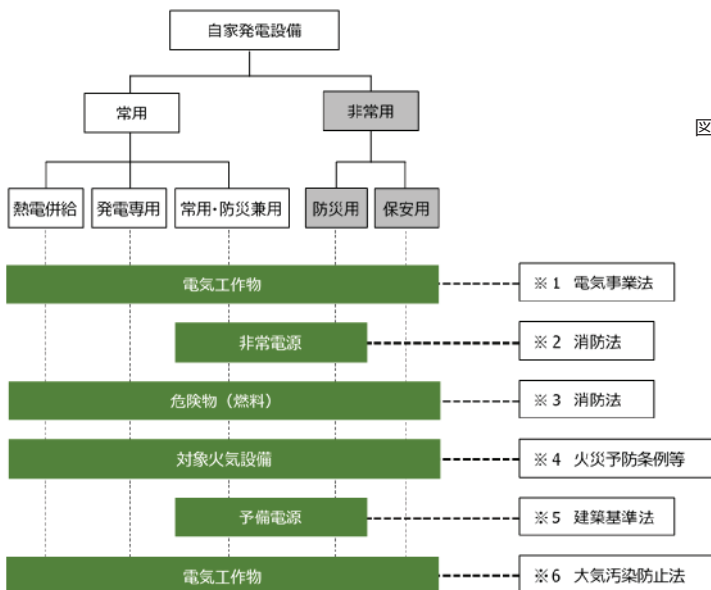 自家発電設備
常用
非常用
図
熱電併給
発電専用
常用・防災兼用
防災用
保安用
電気工作物
※1 電気事業法
非常電源
※2 消防法
危険物（燃料）
※3 消防法
対象火気設備
※4 火災予防条例等
予備電源
※5 建築基準法
電気工作物
※6 大気汚染防止法